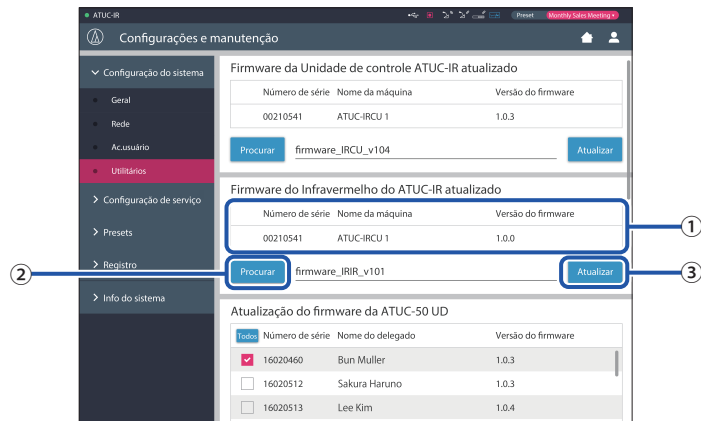 ATUC-IR
Preset Monthly Sales Meeting
Configurações e manutenção
Configuração do sistema
Geral
Rede
Ac.usuário
Utilitários
Configuração de serviço
Presets
Registro
Info do sistema
Firmware da Unidade de controle ATUC-IR atualizado
Número de série Nome da máquina Versão do firmware
00210541 ATUC-IRCU 1 1.0.3
Procurar firmware_IRCU_v104 Atualizar
Firmware do Infravermelho do ATUC-IR atualizado
Número de série Nome da máquina Versão do firmware
00210541 ATUC-IRCU 1 1.0.0
Procurar firmware_IRIR_v101 Atualizar
Atualização do firmware da ATUC-50 UD
Todos Número de série Nome do delegado Versão do firmware
16020460 Bun Muller 1.0.3
16020512 Sakura Haruno 1.0.3
16020513 Lee Kim 1.0.4
①
②
③